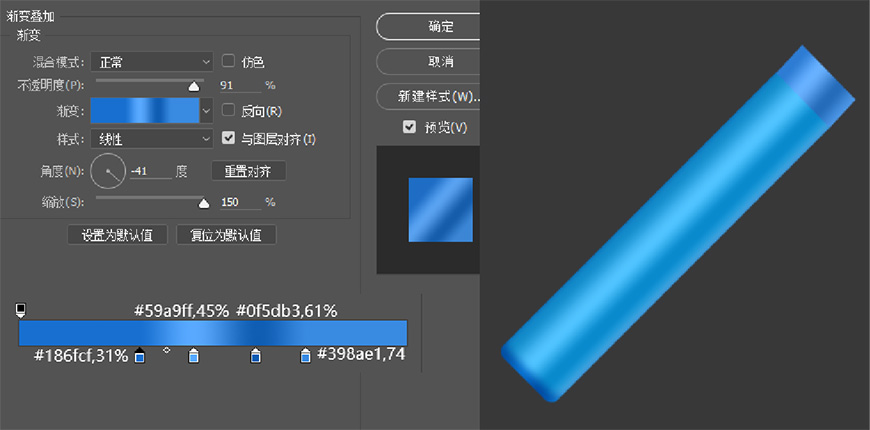 渐变叠加
渐变
混合模式: 正常 仿色
不透明度(P): 91 %
渐变: 反向(R)
样式: 线性 与图层对齐(I)
角度(N): -41 度 重置对齐
缩放(S): 150 %
设置为默认值 复位为默认值
确定
取消
新建样式(W)...
预览(V)
#59a9ff,45% #0f5db3,61%
#186fcf,31% #398ae1,74